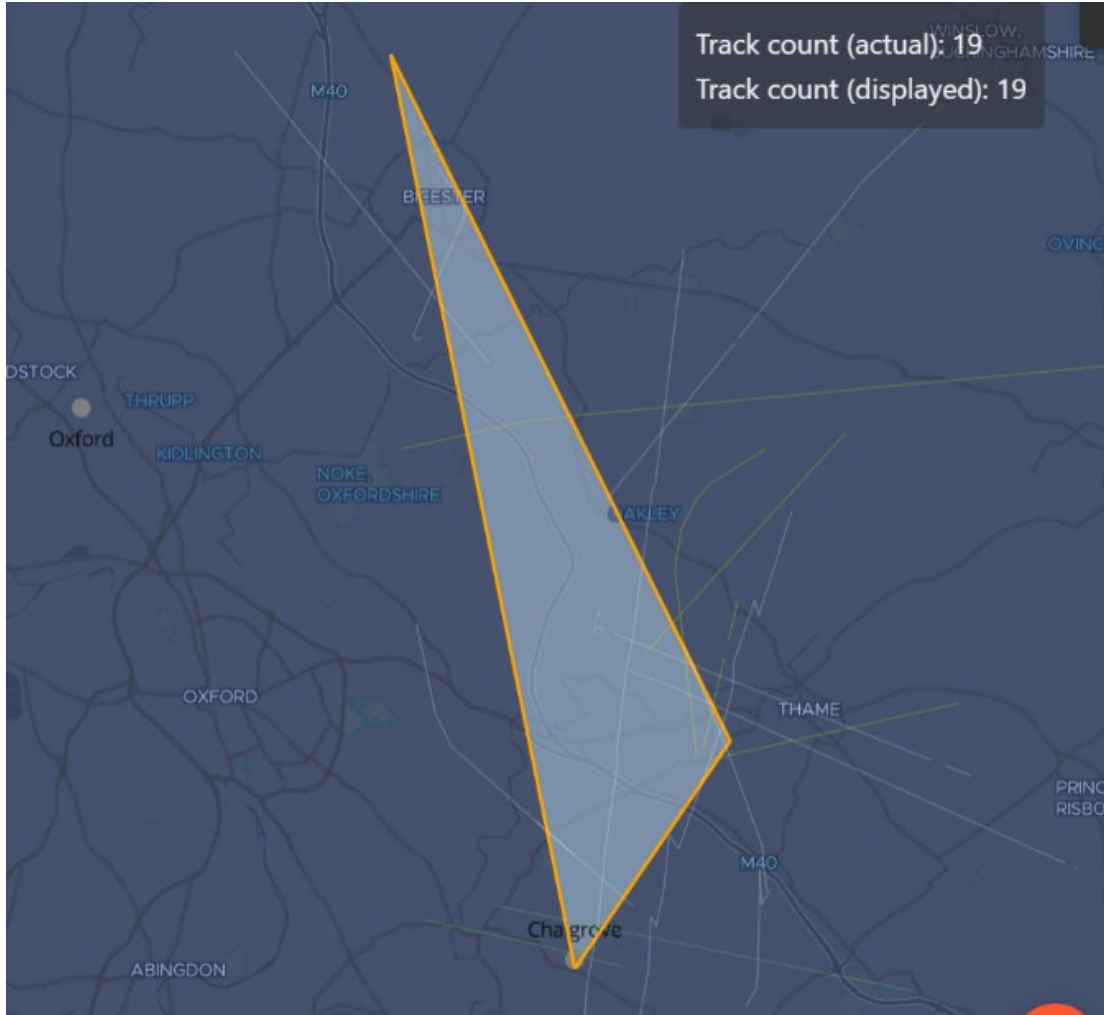 Track count (actual): 19
Track count (displayed): 19
WINSLOW,
BUCKINGHAMSHIRE
M40
BICESTER
OVING
DSTOCK
THRUPP
Oxford
KIDLINGTON
NOKE,
OXFORDSHIRE
OAKLEY
OXFORD
THAME
PRINC
RISBO
M40
Chalgrove
ABINGDON